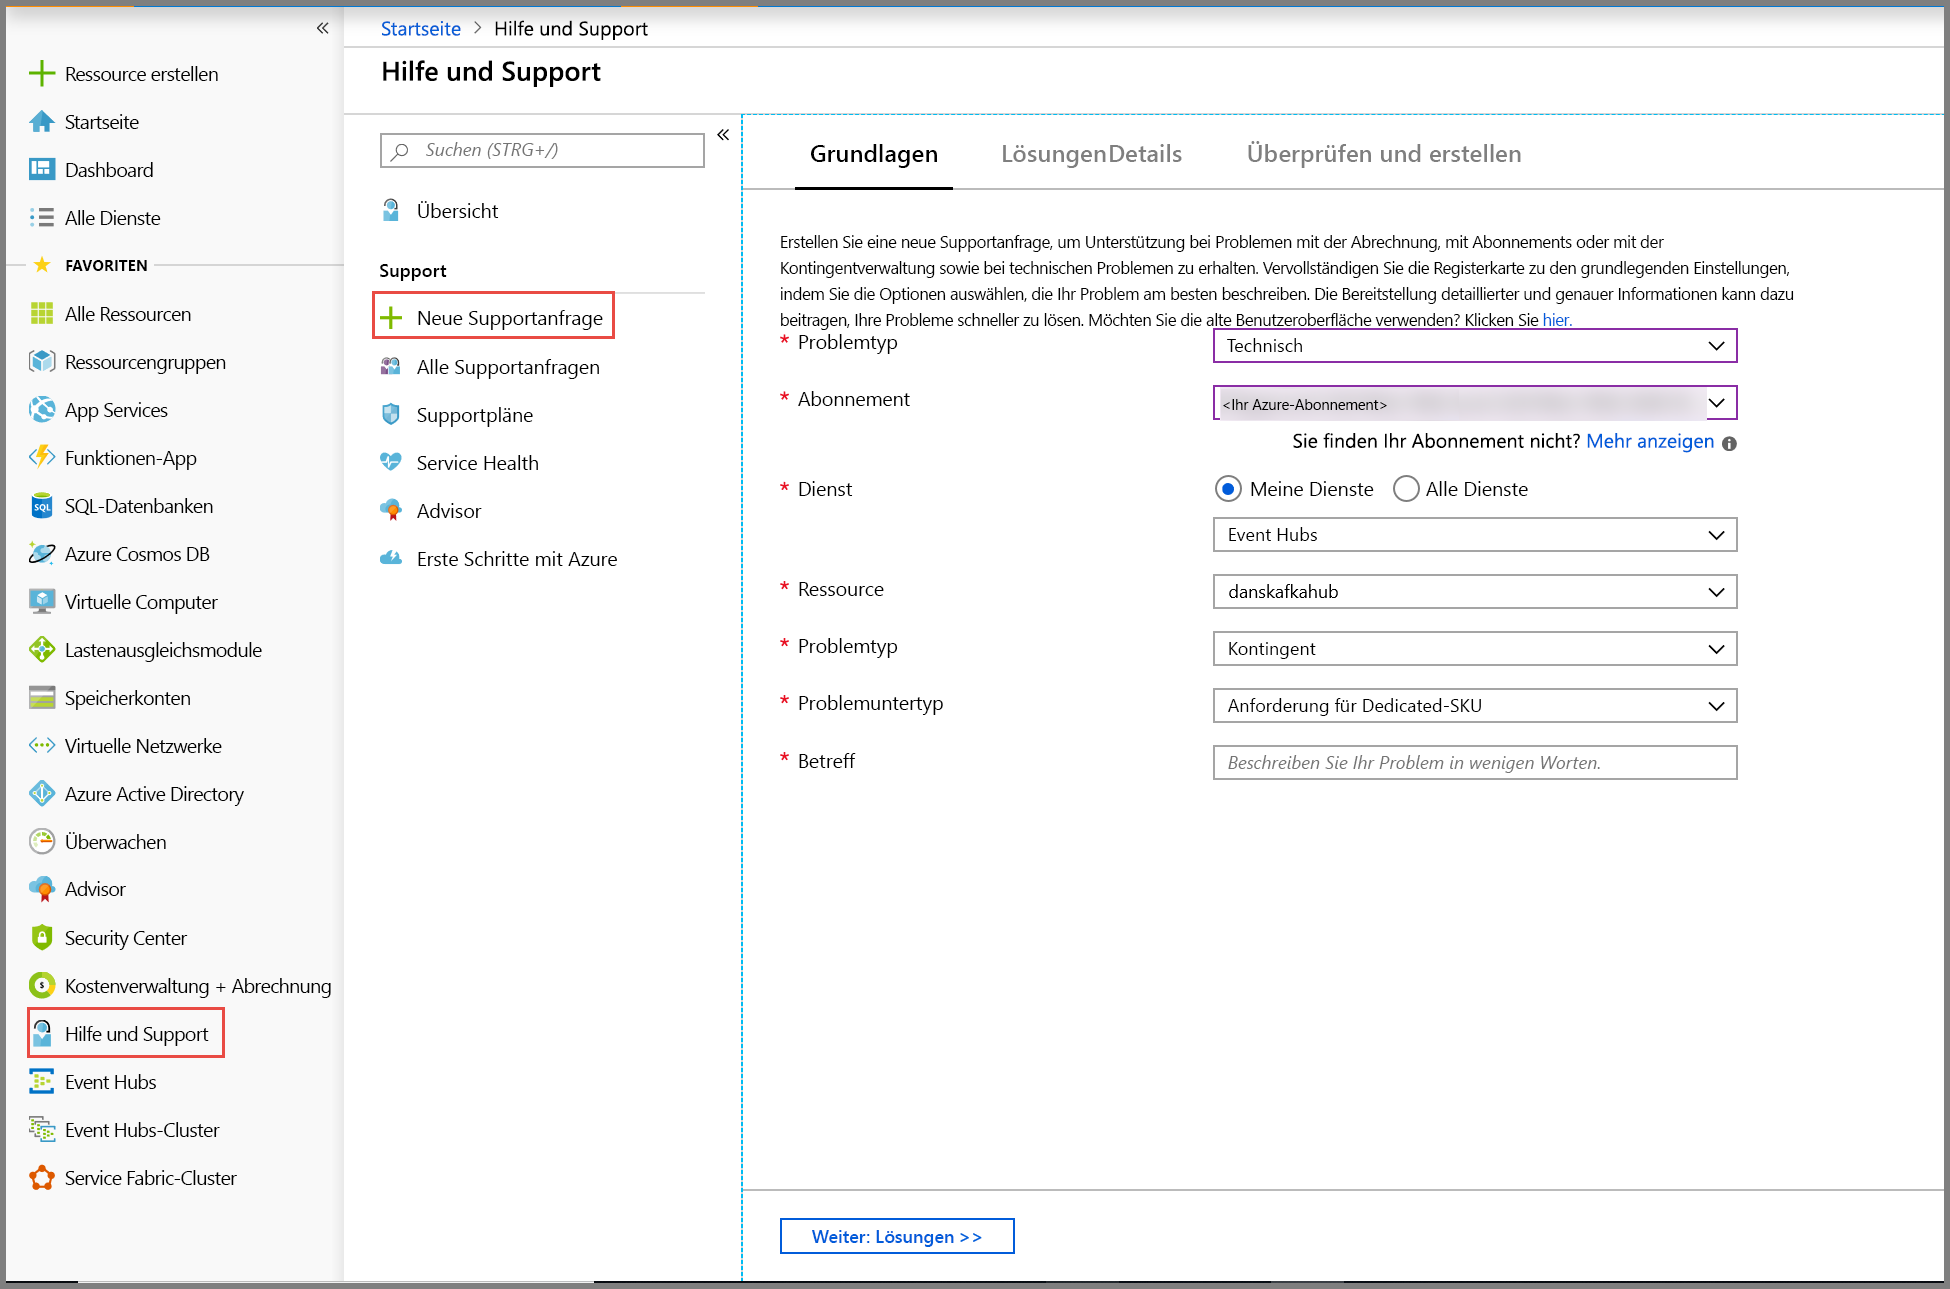 Ressource erstellen
Startseite
Dashboard
Alle Dienste
FAVORITEN
Alle Ressourcen
Ressourcengruppen
App Services
Funktionen-App
SQL
SQL-Datenbanken
Azure Cosmos DB
Virtuelle Computer
Lastenausgleichsmodule
Speicherkonten
Virtuelle Netzwerke
Azure Active Directory
Überwachen
Advisor
Security Center
Kostenverwaltung + Abrechnung
Hilfe und Support
Event Hubs
Event Hubs-Cluster
Service Fabric-Cluster
Startseite > Hilfe und Support
Hilfe und Support
Suchen (STRG+/)
Übersicht
Support
Neue Supportanfrage
Alle Supportanfragen
Supportpläne
Service Health
Advisor
Erste Schritte mit Azure
Grundlagen LösungenDetails Überprüfen und erstellen
Erstellen Sie eine neue Supportanfrage, um Unterstützung bei Problemen mit der Abrechnung, mit Abonnements oder mit der
Kontingentverwaltung sowie bei technischen Problemen zu erhalten. Vervollständigen Sie die Registerkarte zu den grundlegenden Einstellungen,
indem Sie die Optionen auswählen, die Ihr Problem am besten beschreiben. Die Bereitstellung detaillierter und genauer Informationen kann dazu
beitragen, Ihre Probleme schneller zu lösen. Möchten Sie die alte Benutzeroberfläche verwenden? Klicken Sie hier.
* Problemtyp Technisch
* Abonnement <Ihr Azure-Abonnement>
Sie finden Ihr Abonnement nicht? Mehr anzeigen
* Dienst Meine Dienste Alle Dienste
Event Hubs
* Ressource danskafkahub
* Problemtyp Kontingent
* Problemuntertyp Anforderung für Dedicated-SKU
* Betreff Beschreiben Sie Ihr Problem in wenigen Worten.
Weiter: Lösungen >>